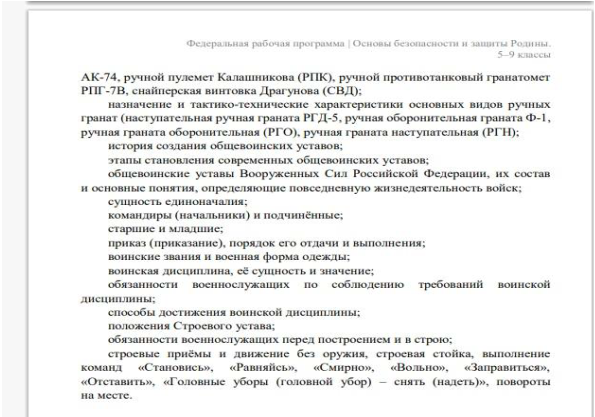 Федеральная рабочая программа | Основы безопасности и защиты Родины.
5–9 классы
АК-74, ручной пулемет Калашникова (РПК), ручной противотанковый гранатомет
РПГ-7В, снайперская винтовка Драгунова (СВД);
назначение и тактико-технические характеристики основных видов ручных
гранат (наступательная ручная граната РГД-5, ручная оборонительная граната Ф-1,
ручная граната оборонительная (РГО), ручная граната наступательная (РГН);
история создания общевоинских уставов;
этапы становления современных общевоинских уставов;
общевоинские уставы Вооруженных Сил Российской Федерации, их состав
и основные понятия, определяющие повседневную жизнедеятельность войск;
сущность единоначалия;
командиры (начальники) и подчинённые;
старшие и младшие;
приказ (приказание), порядок его отдачи и выполнения;
воинские звания и военная форма одежды;
воинская дисциплина, её сущность и значение;
обязанности военнослужащих по соблюдению требований воинской
дисциплины;
способы достижения воинской дисциплины;
положения Строевого устава;
обязанности военнослужащих перед построением и в строю;
строевые приёмы и движение без оружия, строевая стойка, выполнение
команд «Становись», «Равняйсь», «Смирно», «Вольно», «Заправиться»,
«Отставить», «Головные уборы (головной убор) – снять (надеть)», повороты
на месте.